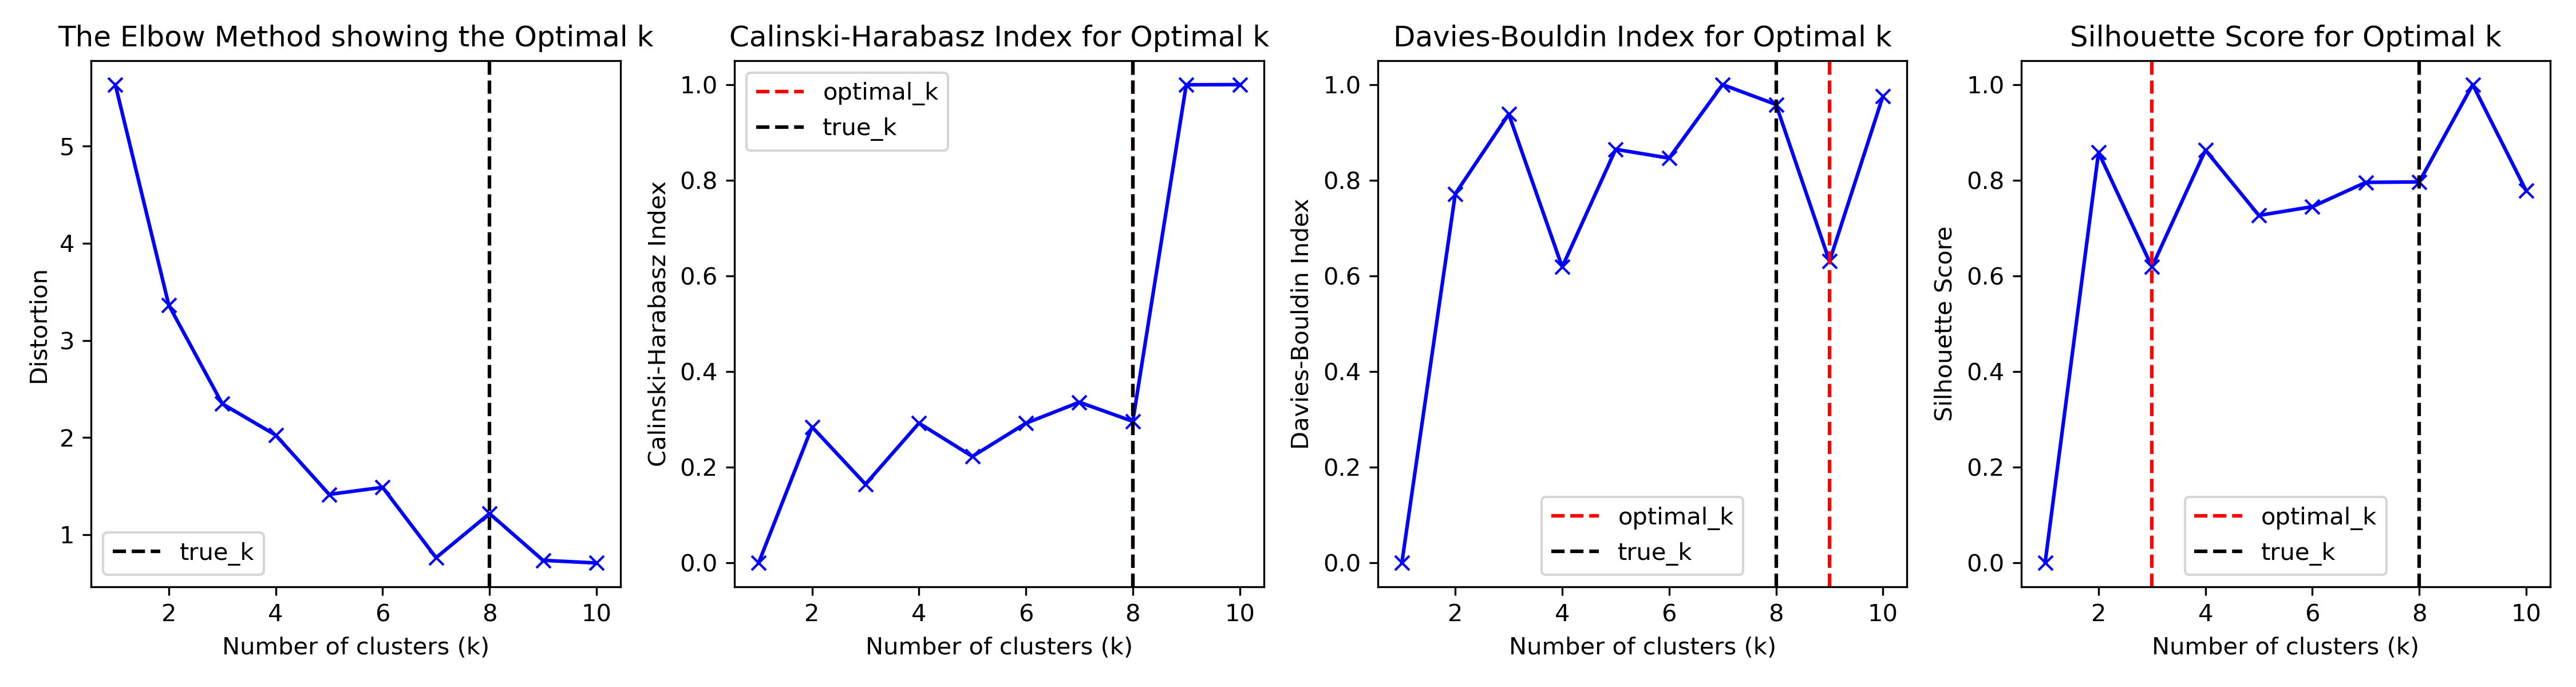 The Elbow Method showing the Optimal k
Distortion
5
4
3
2
1
true_k
2 4 6 8 10
Number of clusters (k)
Calinski-Harabasz Index for Optimal k
Calinski-Harabasz Index
1.0
0.8
0.6
0.4
0.2
0.0
optimal_k
true_k
2 4 6 8 10
Number of clusters (k)
Davies-Bouldin Index for Optimal k
Davies-Bouldin Index
1.0
0.8
0.6
0.4
0.2
0.0
optimal_k
true_k
2 4 6 8 10
Number of clusters (k)
Silhouette Score for Optimal k
Silhouette Score
1.0
0.8
0.6
0.4
0.2
0.0
optimal_k
true_k
2 4 6 8 10
Number of clusters (k)